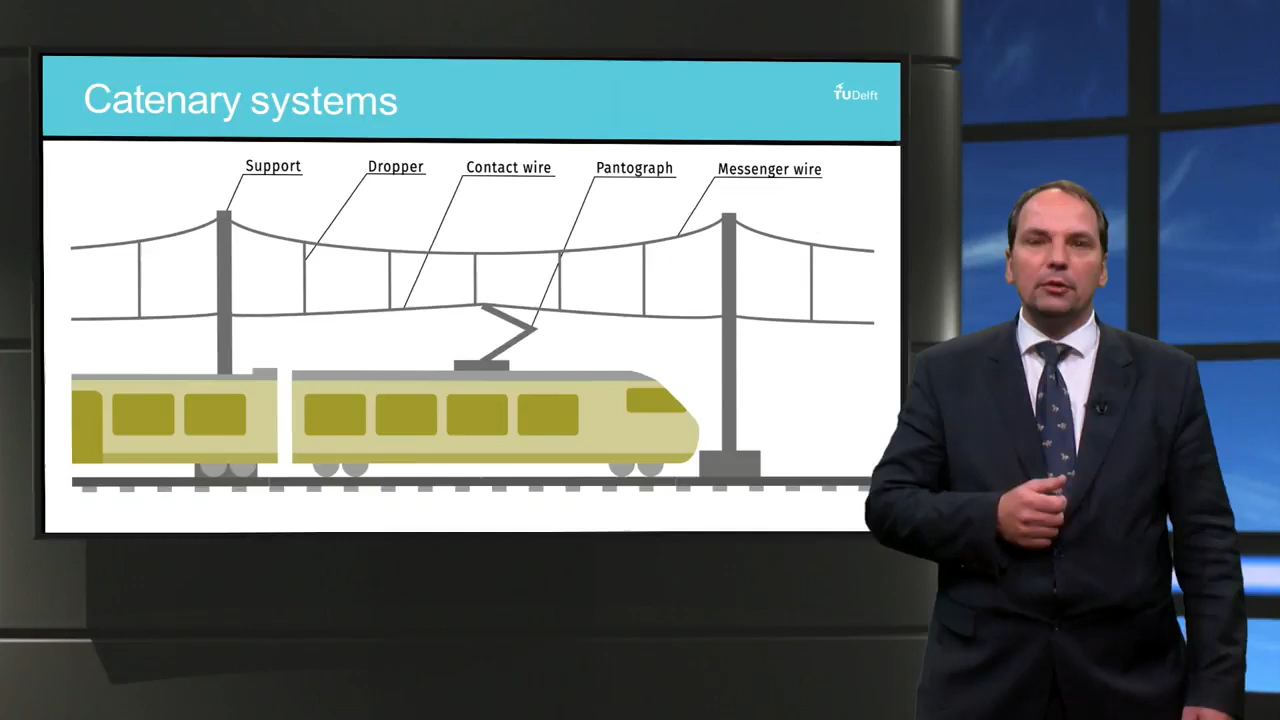 Catenary systems
TUDelft
Support
Dropper
Contact wire
Pantograph
Messenger wire